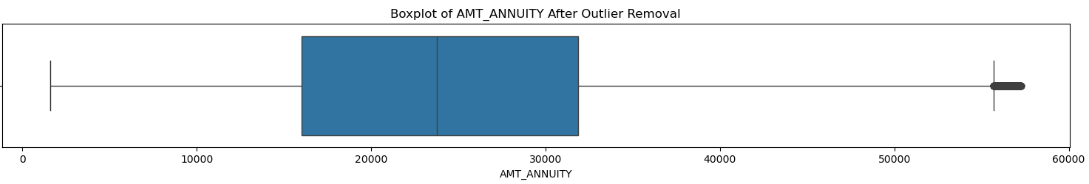 Boxplot of AMT_ANNUITY After Outlier Removal
0 10000 20000 30000 40000 50000 60000
AMT_ANNUITY